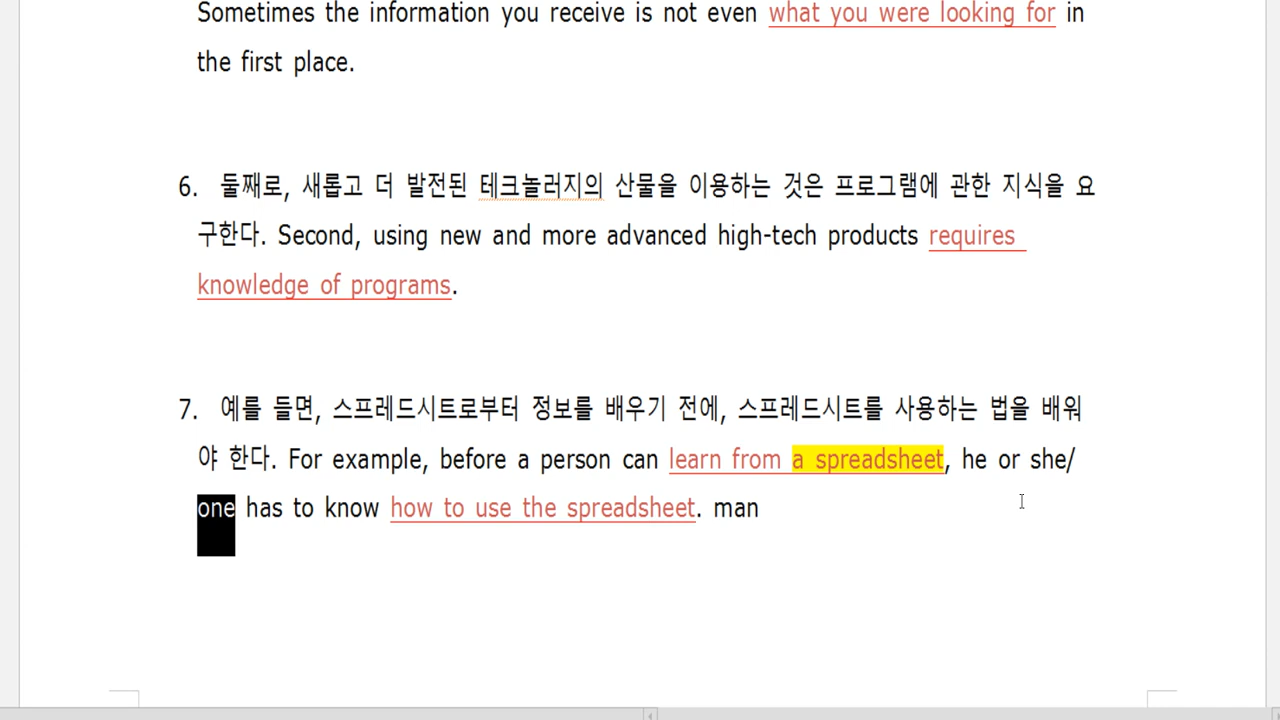 Sometimes the information you receive is not even what you were looking for in
the first place.
6. 둘째로, 새롭고 더 발전된 테크놀러지의 산물을 이용하는 것은 프로그램에 관한 지식을 요
구한다. Second, using new and more advanced high-tech products requires
knowledge of programs.
7. 예를 들면, 스프레드시트로부터 정보를 배우기 전에, 스프레드시트를 사용하는 법을 배워
야 한다. For example, before a person can learn from a spreadsheet, he or she/
one has to know how to use the spreadsheet. man